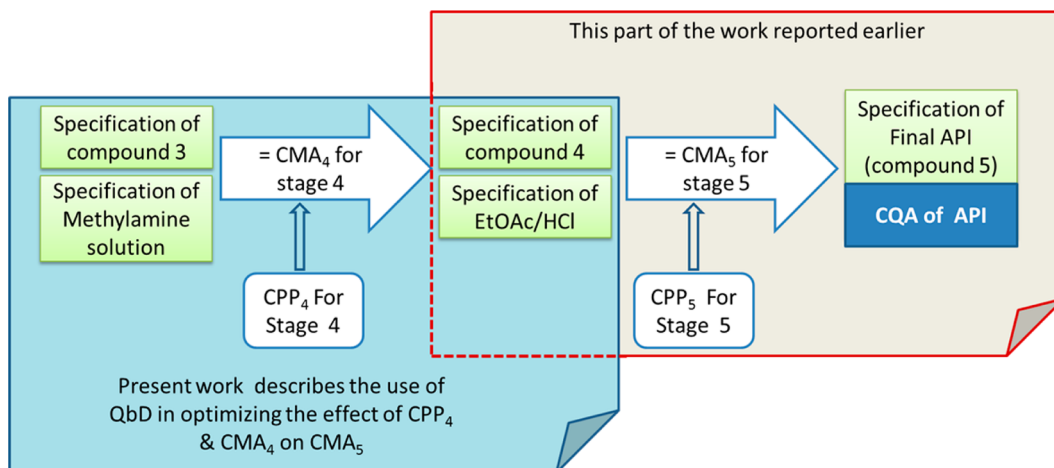 This part of the work reported earlier
Specification of
compound 3
Specification of
Methylamine
solution
= CMA₄ for
stage 4
CPP₄ For
Stage 4
Specification of
compound 4
Specification of
EtOAc/HCl
= CMA₅ for
stage 5
CPP₅ For
Stage 5
Specification of
Final API
(compound 5)
CQA of API
Present work describes the use of
QbD in optimizing the effect of CPP₄
& CMA₄ on CMA₅